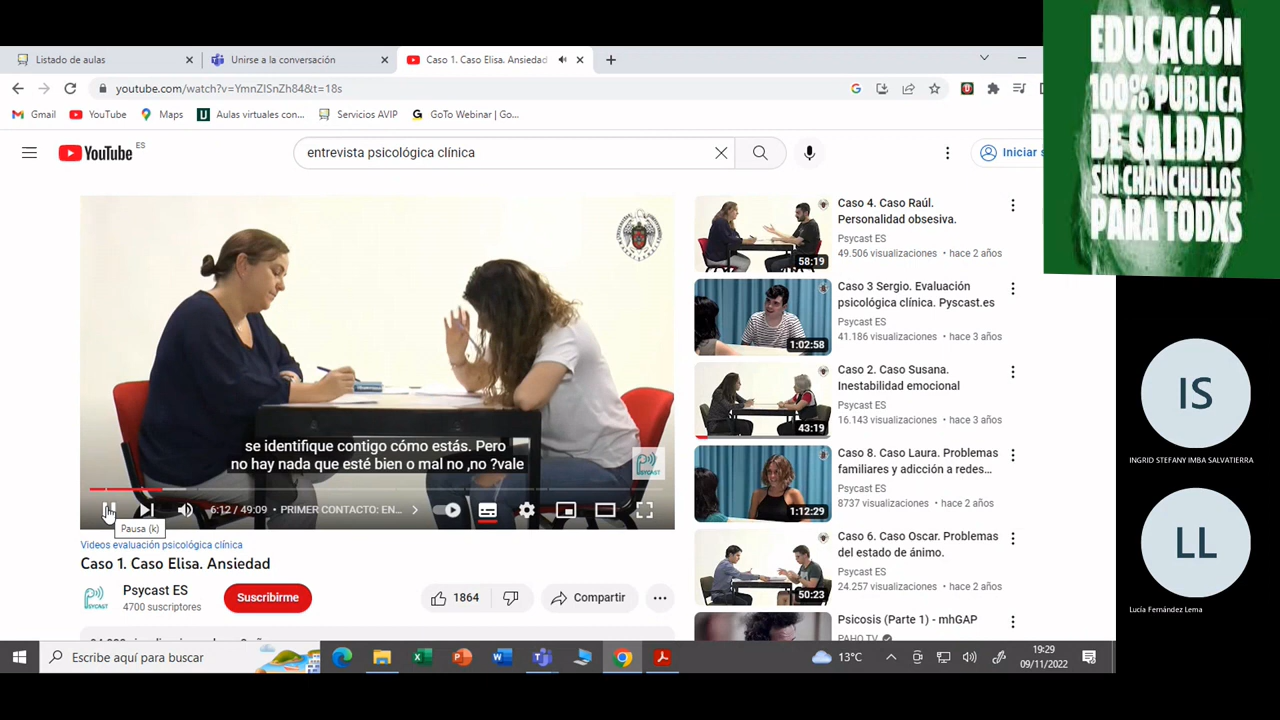 EDUCACIÓN
100% PÚBLICA
DE CALIDAD
SIN CHANCHULLOS
PARA TODXS
Listado de aulas
Unirse a la conversación
Caso 1. Caso Elisa. Ansiedad
youtube.com/watch?v=YmnZISnZh84&t=18s
Gmail
YouTube
Maps
Aulas virtuales con...
Servicios AVIP
GoTo Webinar | Go...
YouTube ES
entrevista psicológica clínica
Iniciar s
se identifique contigo cómo estás. Pero
no hay nada que esté bien o mal no ,no ?vale
PSYCAST
6:12 / 49:09 • PRIMER CONTACTO: EN...
Pausa (k)
Videos evaluación psicológica clínica
Caso 1. Caso Elisa. Ansiedad
Psycast ES
4700 suscriptores
PSYCAST
Suscribirme
1864
Compartir
Caso 4. Caso Raúl.
Personalidad obsesiva.
Psycast ES
49.506 visualizaciones • hace 2 años
58:19
Caso 3 Sergio. Evaluación
psicológica clínica. Pyscast.es
Psycast ES
41.186 visualizaciones • hace 3 años
1:02:58
Caso 2. Caso Susana.
Inestabilidad emocional
Psycast ES
16.143 visualizaciones • hace 3 años
43:19
Caso 8. Caso Laura. Problemas
familiares y adicción a redes...
Psycast ES
8737 visualizaciones • hace 2 años
1:12:29
Caso 6. Caso Oscar. Problemas
del estado de ánimo.
Psycast ES
24.257 visualizaciones • hace 2 años
50:23
Psicosis (Parte 1) - mhGAP
PAHO TV
IS
INGRID STEFANY IMBA SALVATIERRA
LL
Lucía Fernández Lema
Escribe aquí para buscar
13°C
19:29
09/11/2022